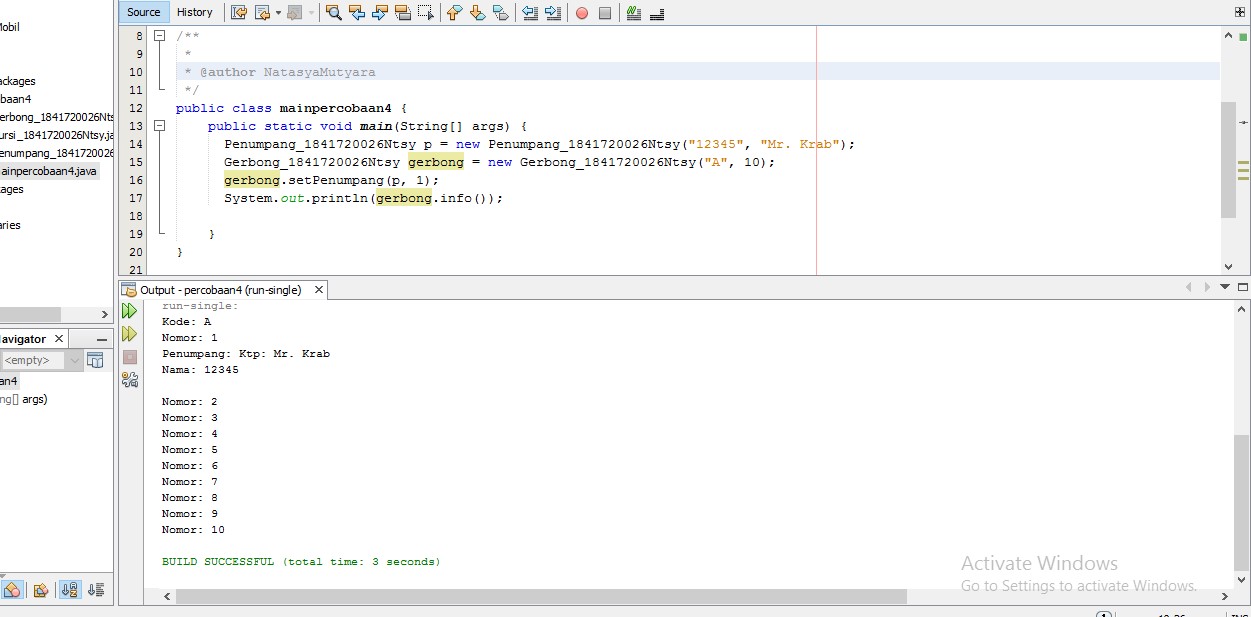 Source History
Mobil
ackages
baan4
erbong_1841720026Nts
ursi_1841720026Ntsy.ja
enumpang_184172002
ainpercobaan4.java
ages
ries
8 /**
9 *
10 * @author NatasyaMutyara
11 */
12 public class mainpercobaan4 {
13 public static void main(String[] args) {
14 Penumpang_1841720026Ntsy p = new Penumpang_1841720026Ntsy("12345", "Mr. Krab");
15 Gerbong_1841720026Ntsy gerbong = new Gerbong_1841720026Ntsy("A", 10);
16 gerbong.setPenumpang(p, 1);
17 System.out.println(gerbong.info());
18
19 }
20 }
21
avigator
<empty>
an4
ng[] args)
Output - percobaan4 (run-single)
run-single:
Kode: A
Nomor: 1
Penumpang: Ktp: Mr. Krab
Nama: 12345
Nomor: 2
Nomor: 3
Nomor: 4
Nomor: 5
Nomor: 6
Nomor: 7
Nomor: 8
Nomor: 9
Nomor: 10
BUILD SUCCESSFUL (total time: 3 seconds)
Activate Windows
Go to Settings to activate Windows.